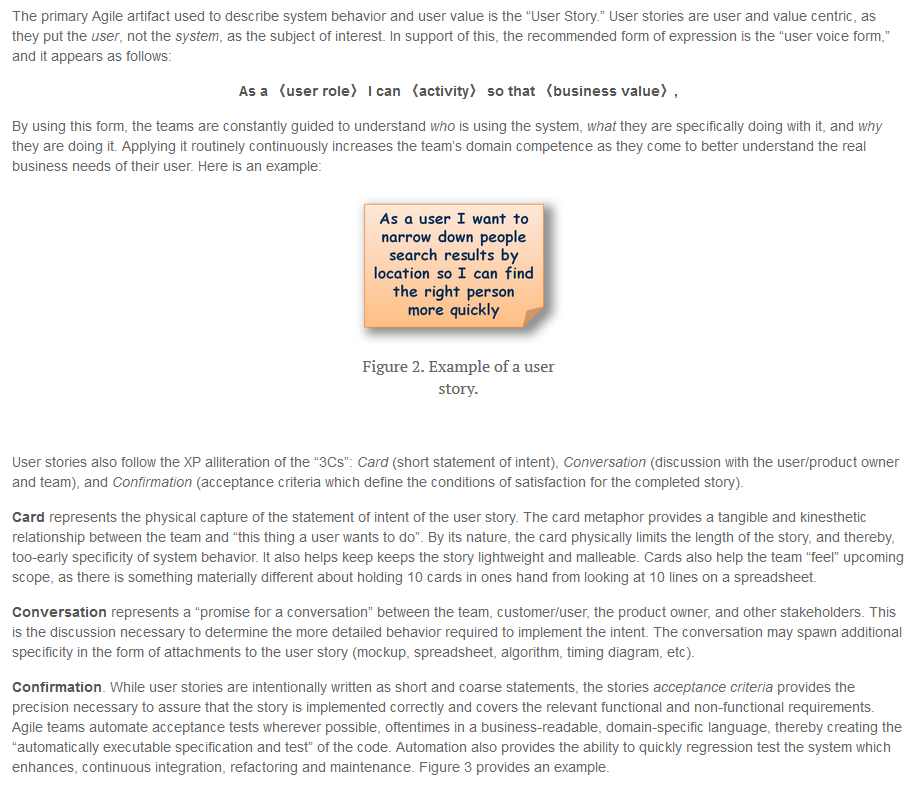 The primary Agile artifact used to describe system behavior and user value is the “User Story.” User stories are user and value centric, as
they put the user, not the system, as the subject of interest. In support of this, the recommended form of expression is the “user voice form,”
and it appears as follows:
As a 〈user role〉 I can 〈activity〉 so that 〈business value〉,
By using this form, the teams are constantly guided to understand who is using the system, what they are specifically doing with it, and why
they are doing it. Applying it routinely continuously increases the team’s domain competence as they come to better understand the real
business needs of their user. Here is an example:
As a user I want to
narrow down people
search results by
location so I can find
the right person
more quickly
Figure 2. Example of a user
story.
User stories also follow the XP alliteration of the “3Cs”: Card (short statement of intent), Conversation (discussion with the user/product owner
and team), and Confirmation (acceptance criteria which define the conditions of satisfaction for the completed story).
Card represents the physical capture of the statement of intent of the user story. The card metaphor provides a tangible and kinesthetic
relationship between the team and “this thing a user wants to do”. By its nature, the card physically limits the length of the story, and thereby,
too-early specificity of system behavior. It also helps keep keeps the story lightweight and malleable. Cards also help the team “feel” upcoming
scope, as there is something materially different about holding 10 cards in ones hand from looking at 10 lines on a spreadsheet.
Conversation represents a “promise for a conversation” between the team, customer/user, the product owner, and other stakeholders. This
is the discussion necessary to determine the more detailed behavior required to implement the intent. The conversation may spawn additional
specificity in the form of attachments to the user story (mockup, spreadsheet, algorithm, timing diagram, etc).
Confirmation. While user stories are intentionally written as short and coarse statements, the stories acceptance criteria provides the
precision necessary to assure that the story is implemented correctly and covers the relevant functional and non-functional requirements.
Agile teams automate acceptance tests wherever possible, oftentimes in a business-readable, domain-specific language, thereby creating the
“automatically executable specification and test” of the code. Automation also provides the ability to quickly regression test the system which
enhances, continuous integration, refactoring and maintenance. Figure 3 provides an example.